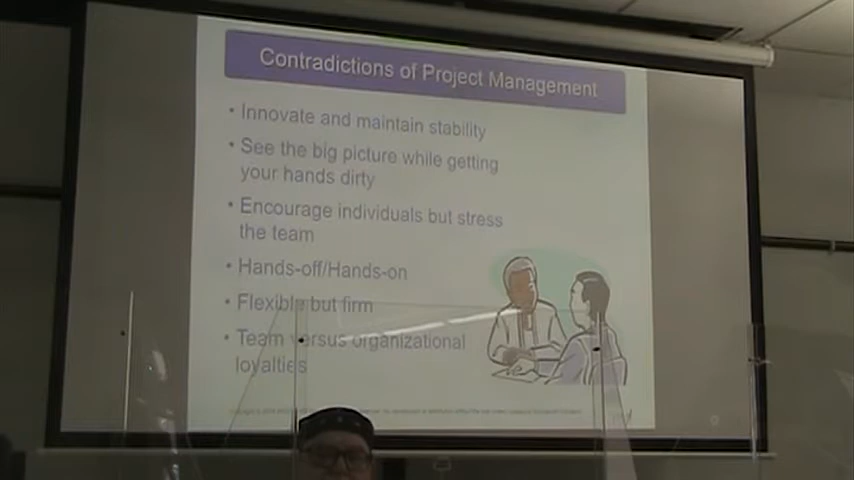 Contradictions of Project Management
• Innovate and maintain stability
• See the big picture while getting
your hands dirty
• Encourage individuals but stress
the team
• Hands-off/Hands-on
• Flexible but firm
• Team versus organizational
loyalties